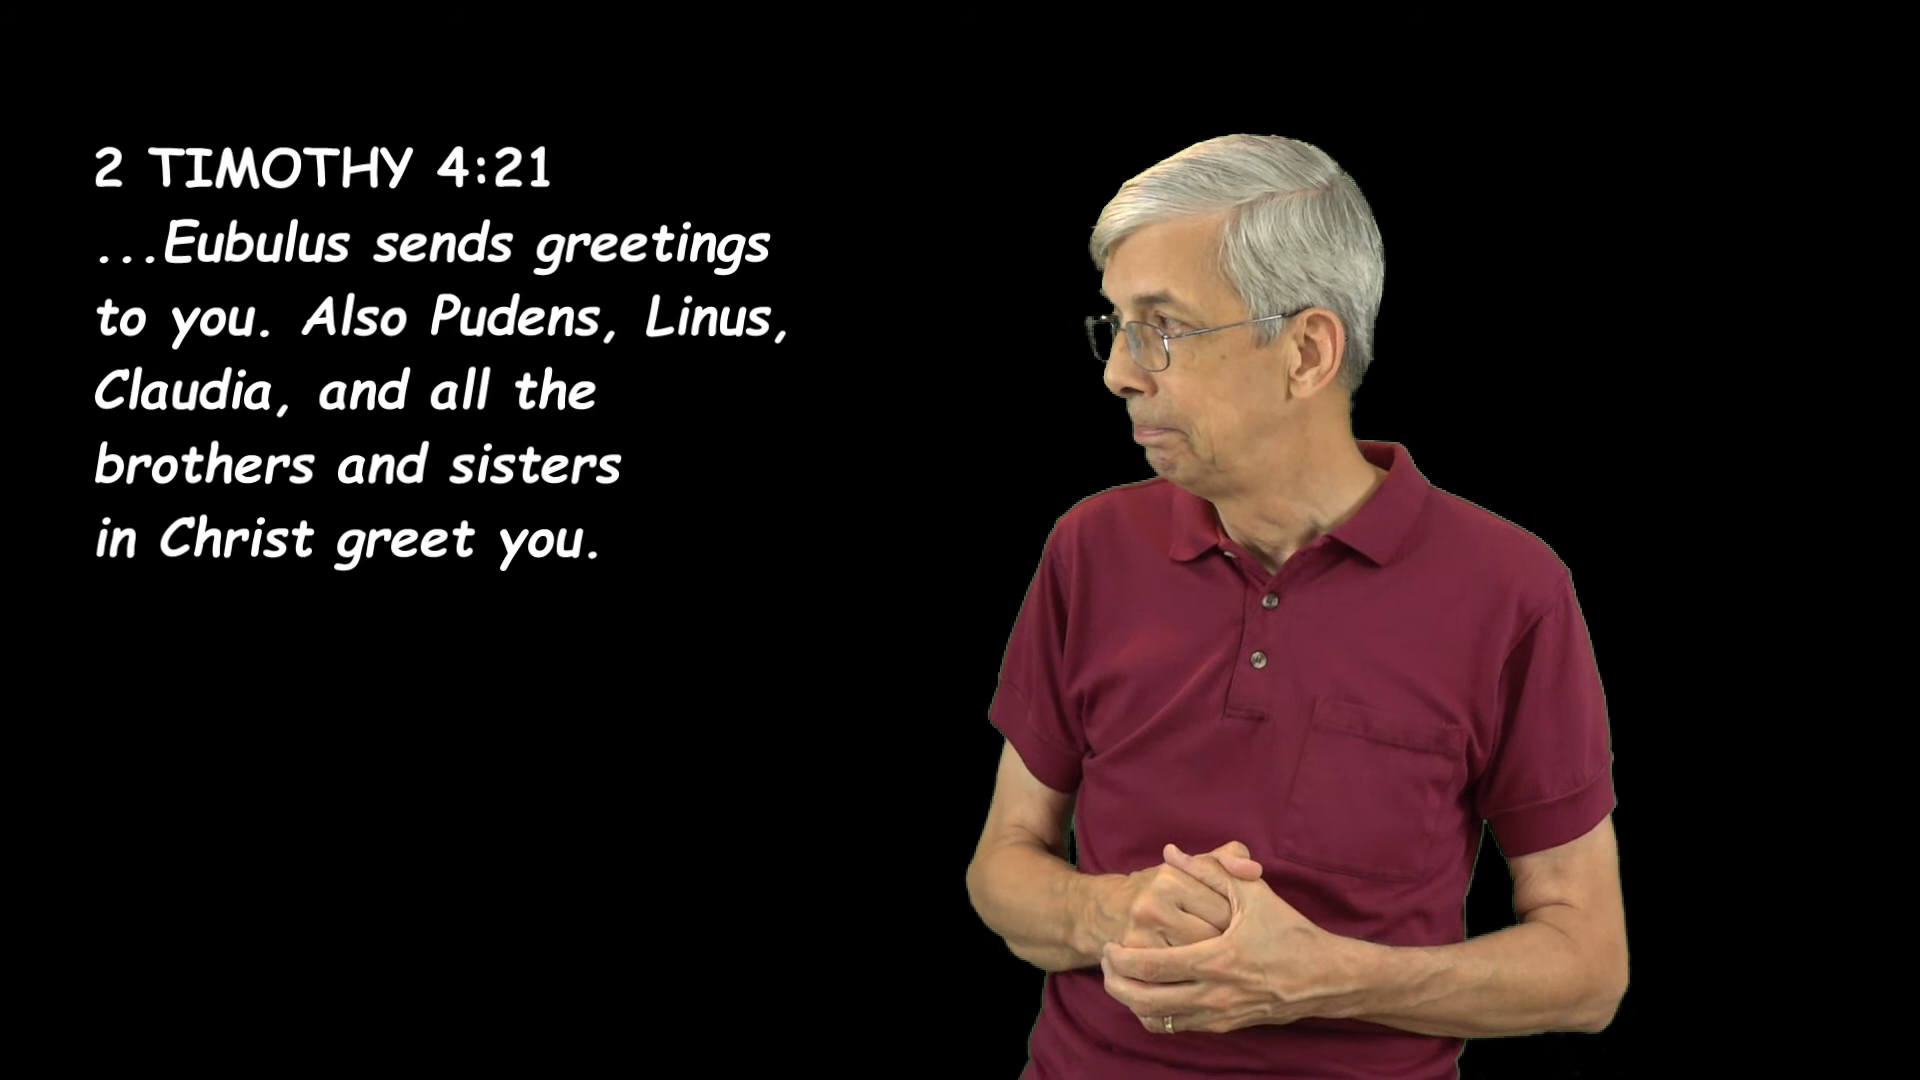 2 TIMOTHY 4:21
...Eubulus sends greetings
to you. Also Pudens, Linus,
Claudia, and all the
brothers and sisters
in Christ greet you.